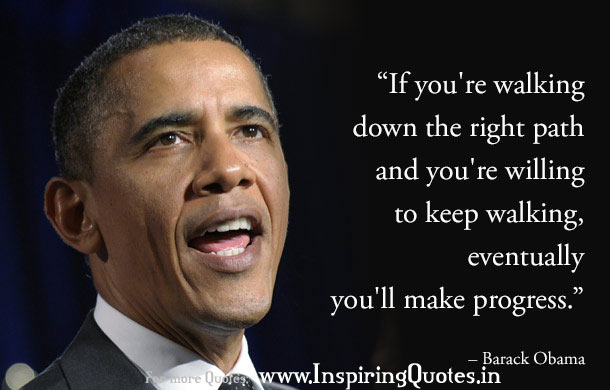 “If you're walking
down the right path
and you're willing
to keep walking,
eventually
you'll make progress.”
– Barack Obama
For more Quotes: www.InspiringQuotes.in